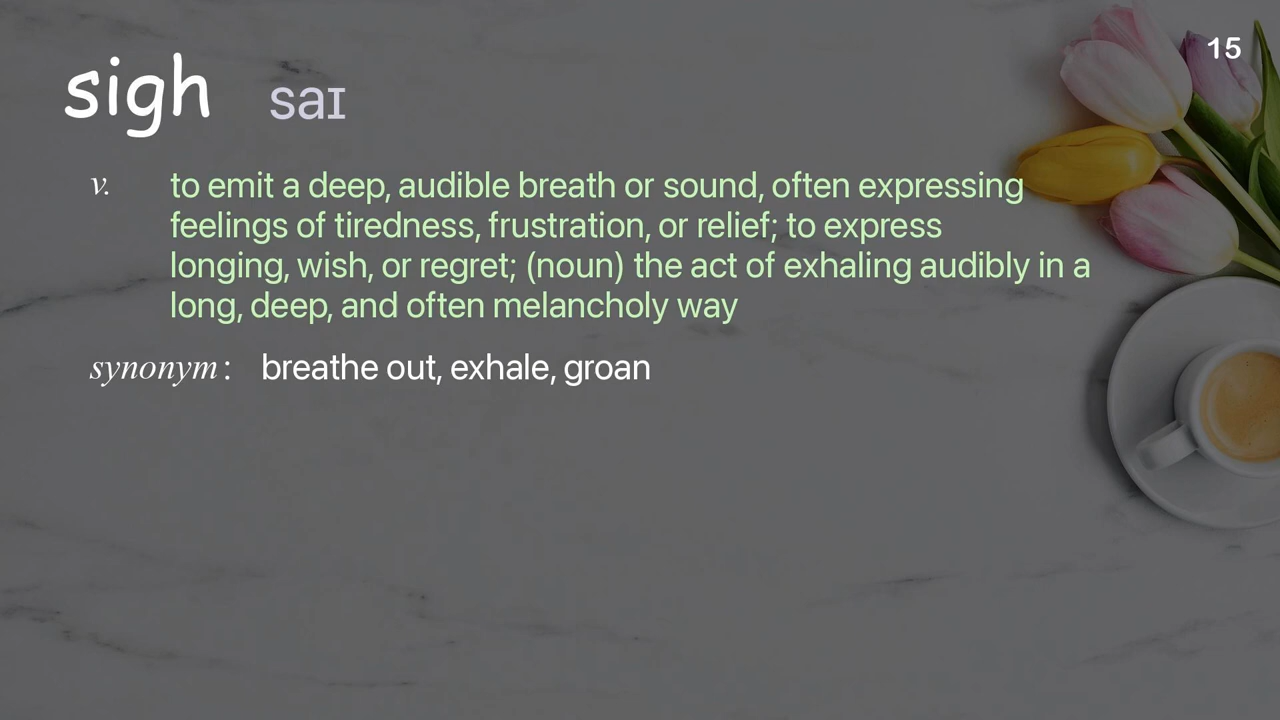 15
sigh saɪ
v. to emit a deep, audible breath or sound, often expressing
feelings of tiredness, frustration, or relief; to express
longing, wish, or regret; (noun) the act of exhaling audibly in a
long, deep, and often melancholy way
synonym: breathe out, exhale, groan